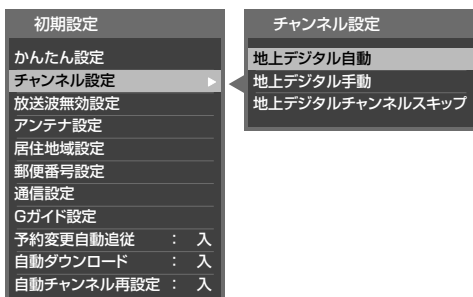 初期設定
かんたん設定
チャンネル設定
放送波無効設定
アンテナ設定
居住地域設定
郵便番号設定
通信設定
Gガイド設定
予約変更自動追従 : 入
自動ダウンロード : 入
自動チャンネル再設定 : 入
チャンネル設定
地上デジタル自動
地上デジタル手動
地上デジタルチャンネルスキップ